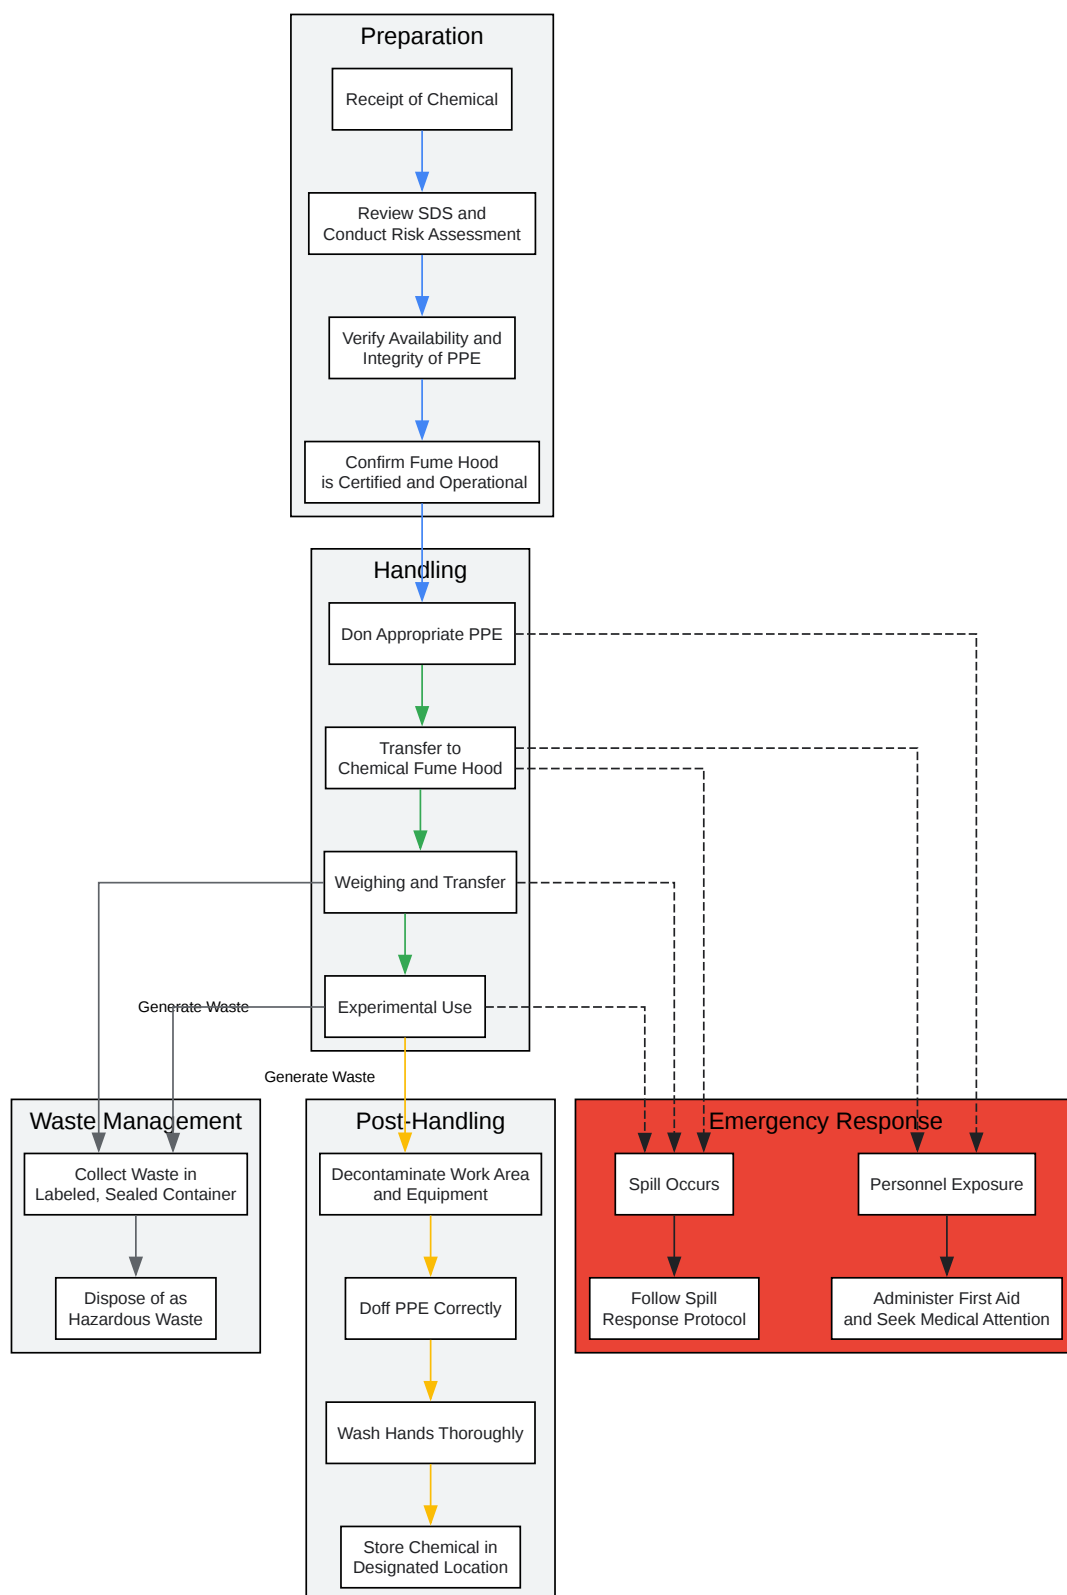 Preparation
Receipt of Chemical
Review SDS and
Conduct Risk Assessment
Verify Availability and
Integrity of PPE
Confirm Fume Hood
is Certified and Operational
Handling
Don Appropriate PPE
Transfer to
Chemical Fume Hood
Weighing and Transfer
Generate Waste
Experimental Use
Generate Waste
Waste Management
Collect Waste in
Labeled, Sealed Container
Dispose of as
Hazardous Waste
Post-Handling
Decontaminate Work Area
and Equipment
Doff PPE Correctly
Wash Hands Thoroughly
Store Chemical in
Designated Location
Emergency Response
Spill Occurs
Follow Spill
Response Protocol
Personnel Exposure
Administer First Aid
and Seek Medical Attention